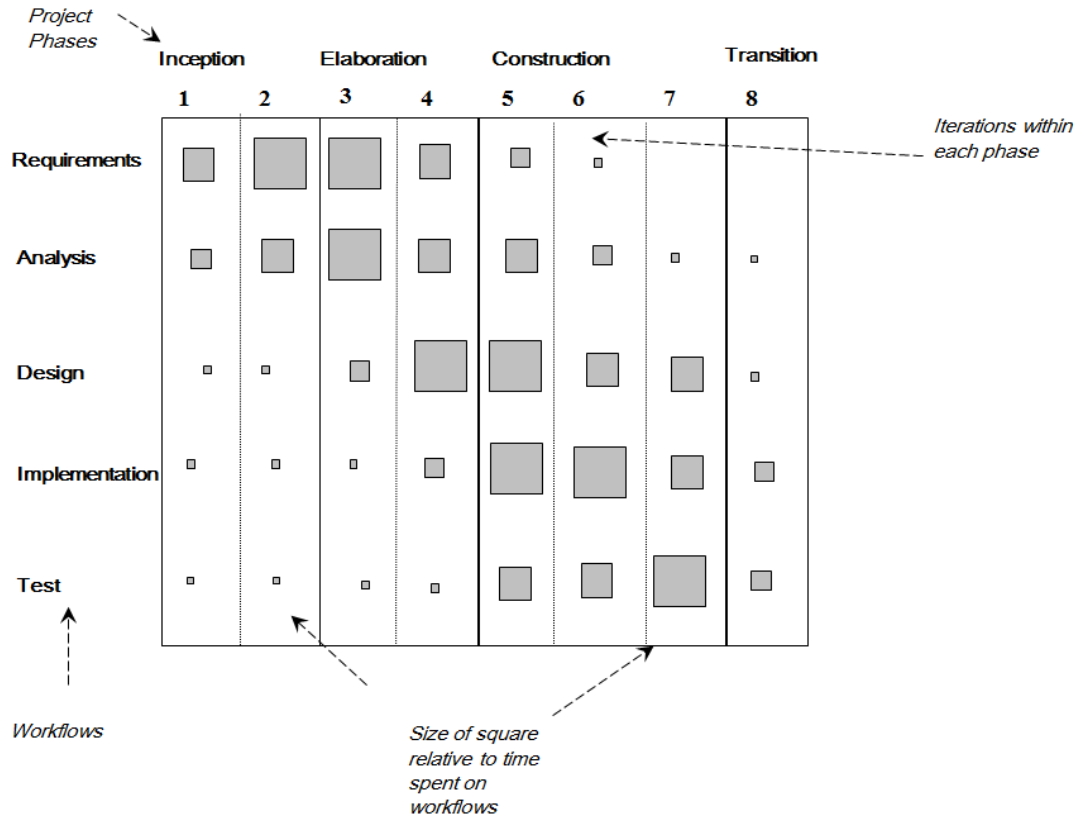 Project
Phases
Inception Elaboration Construction Transition
1 2 3 4 5 6 7 8
Iterations within
each phase
Requirements
Analysis
Design
Implementation
Test
Workflows
Size of square
relative to time
spent on
workflows